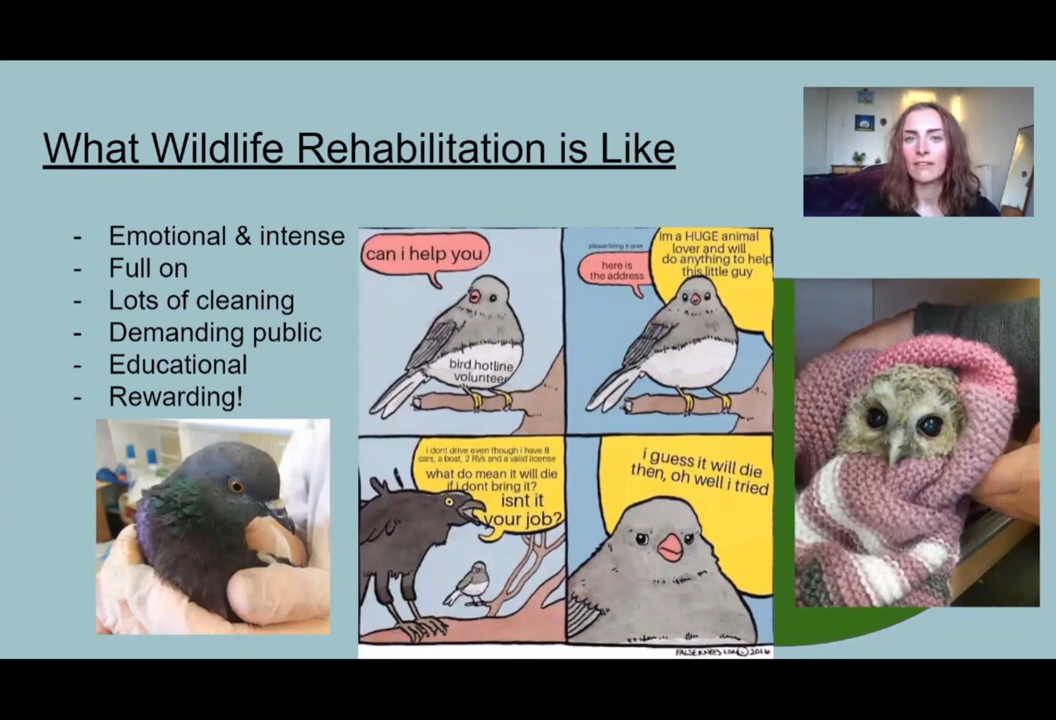 What Wildlife Rehabilitation is Like
- Emotional & intense
- Full on
- Lots of cleaning
- Demanding public
- Educational
- Rewarding!
can i help you
bird hotline
volunteer
please bring it over
here is
the address
im a HUGE animal
lover and will
do anything to help
this little guy
i dont drive even though i have 8
cars, a boat, 2 RVs and a valid license
what do mean it will die
if i dont bring it?
isnt it
your job?
i guess it will die
then, oh well i tried
FALSEKNEES.COM © 2016